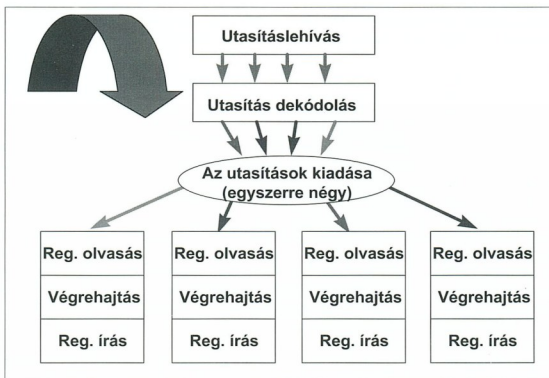 Utasításlehívás
Utasítás dekódolás
Az utasítások kiadása
(egyszerre négy)
Reg. olvasás
Végrehajtás
Reg. írás
Reg. olvasás
Végrehajtás
Reg. írás
Reg. olvasás
Végrehajtás
Reg. írás
Reg. olvasás
Végrehajtás
Reg. írás